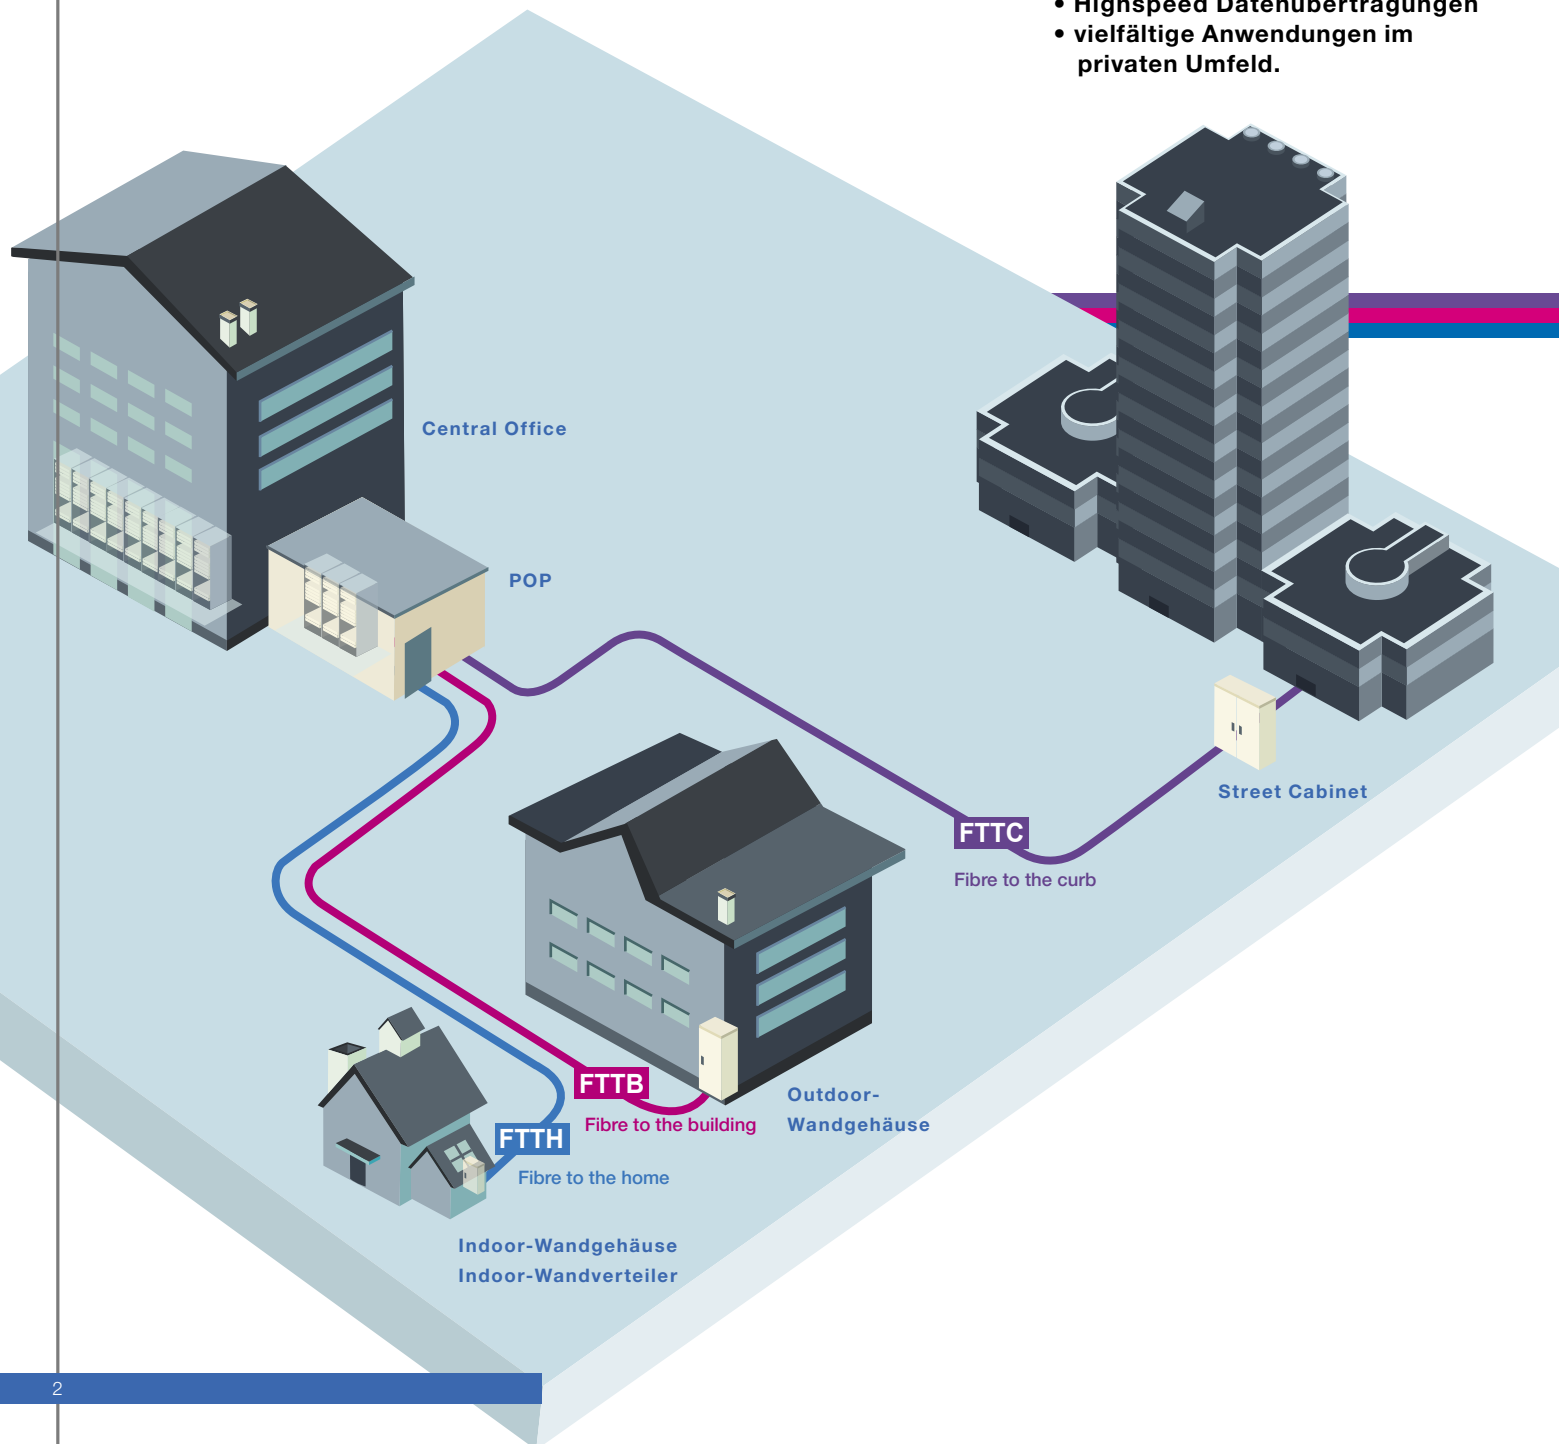 • Highspeed Datenübertragungen
• vielfältige Anwendungen im
privaten Umfeld.
Central Office
POP
Street Cabinet
FTTC
Fibre to the curb
FTTB
Fibre to the building
Outdoor-
Wandgehäuse
FTTH
Fibre to the home
Indoor-Wandgehäuse
Indoor-Wandverteiler
2